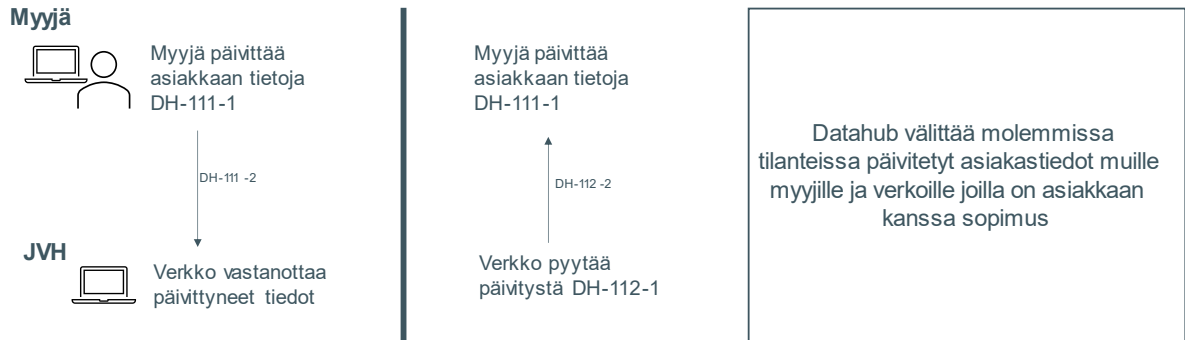 Myyjä
Myyjä päivittää
asiakkaan tietoja
DH-111-1
DH-111 -2
JVH
Verkko vastanottaa
päivittyneet tiedot
Myyjä päivittää
asiakkaan tietoja
DH-111-1
DH-112 -2
Verkko pyytää
päivitystä DH-112-1
Datahub välittää molemmissa
tilanteissa päivitetyt asiakastiedot muille
myyjille ja verkoille joilla on asiakkaan
kanssa sopimus